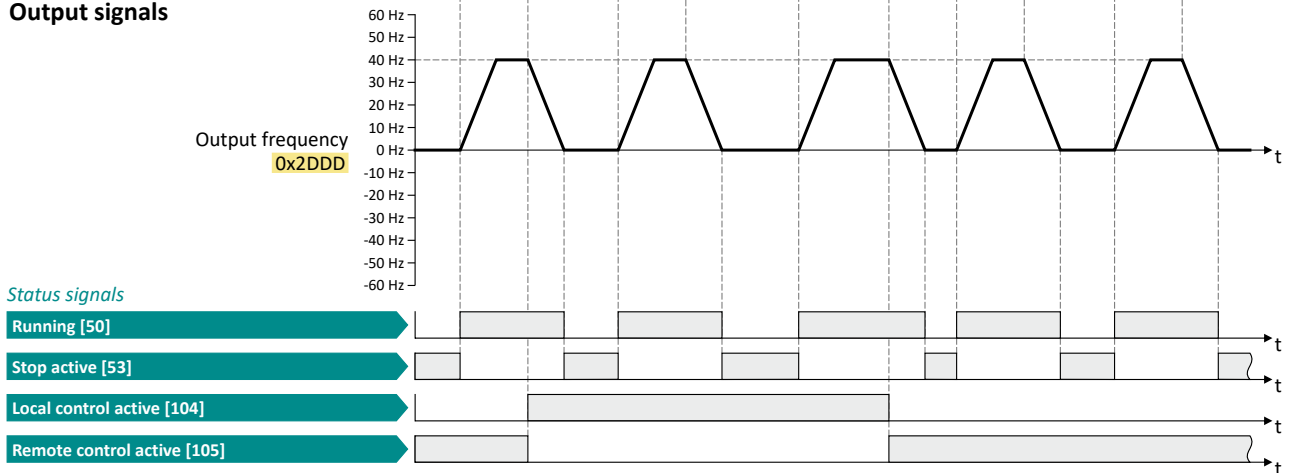 Output signals
60 Hz
50 Hz
40 Hz
30 Hz
20 Hz
10 Hz
0 Hz
-10 Hz
-20 Hz
-30 Hz
-40 Hz
-50 Hz
-60 Hz
Output frequency
0x2DDD
t
Status signals
Running [50]
t
Stop active [53]
t
Local control active [104]
t
Remote control active [105]
t